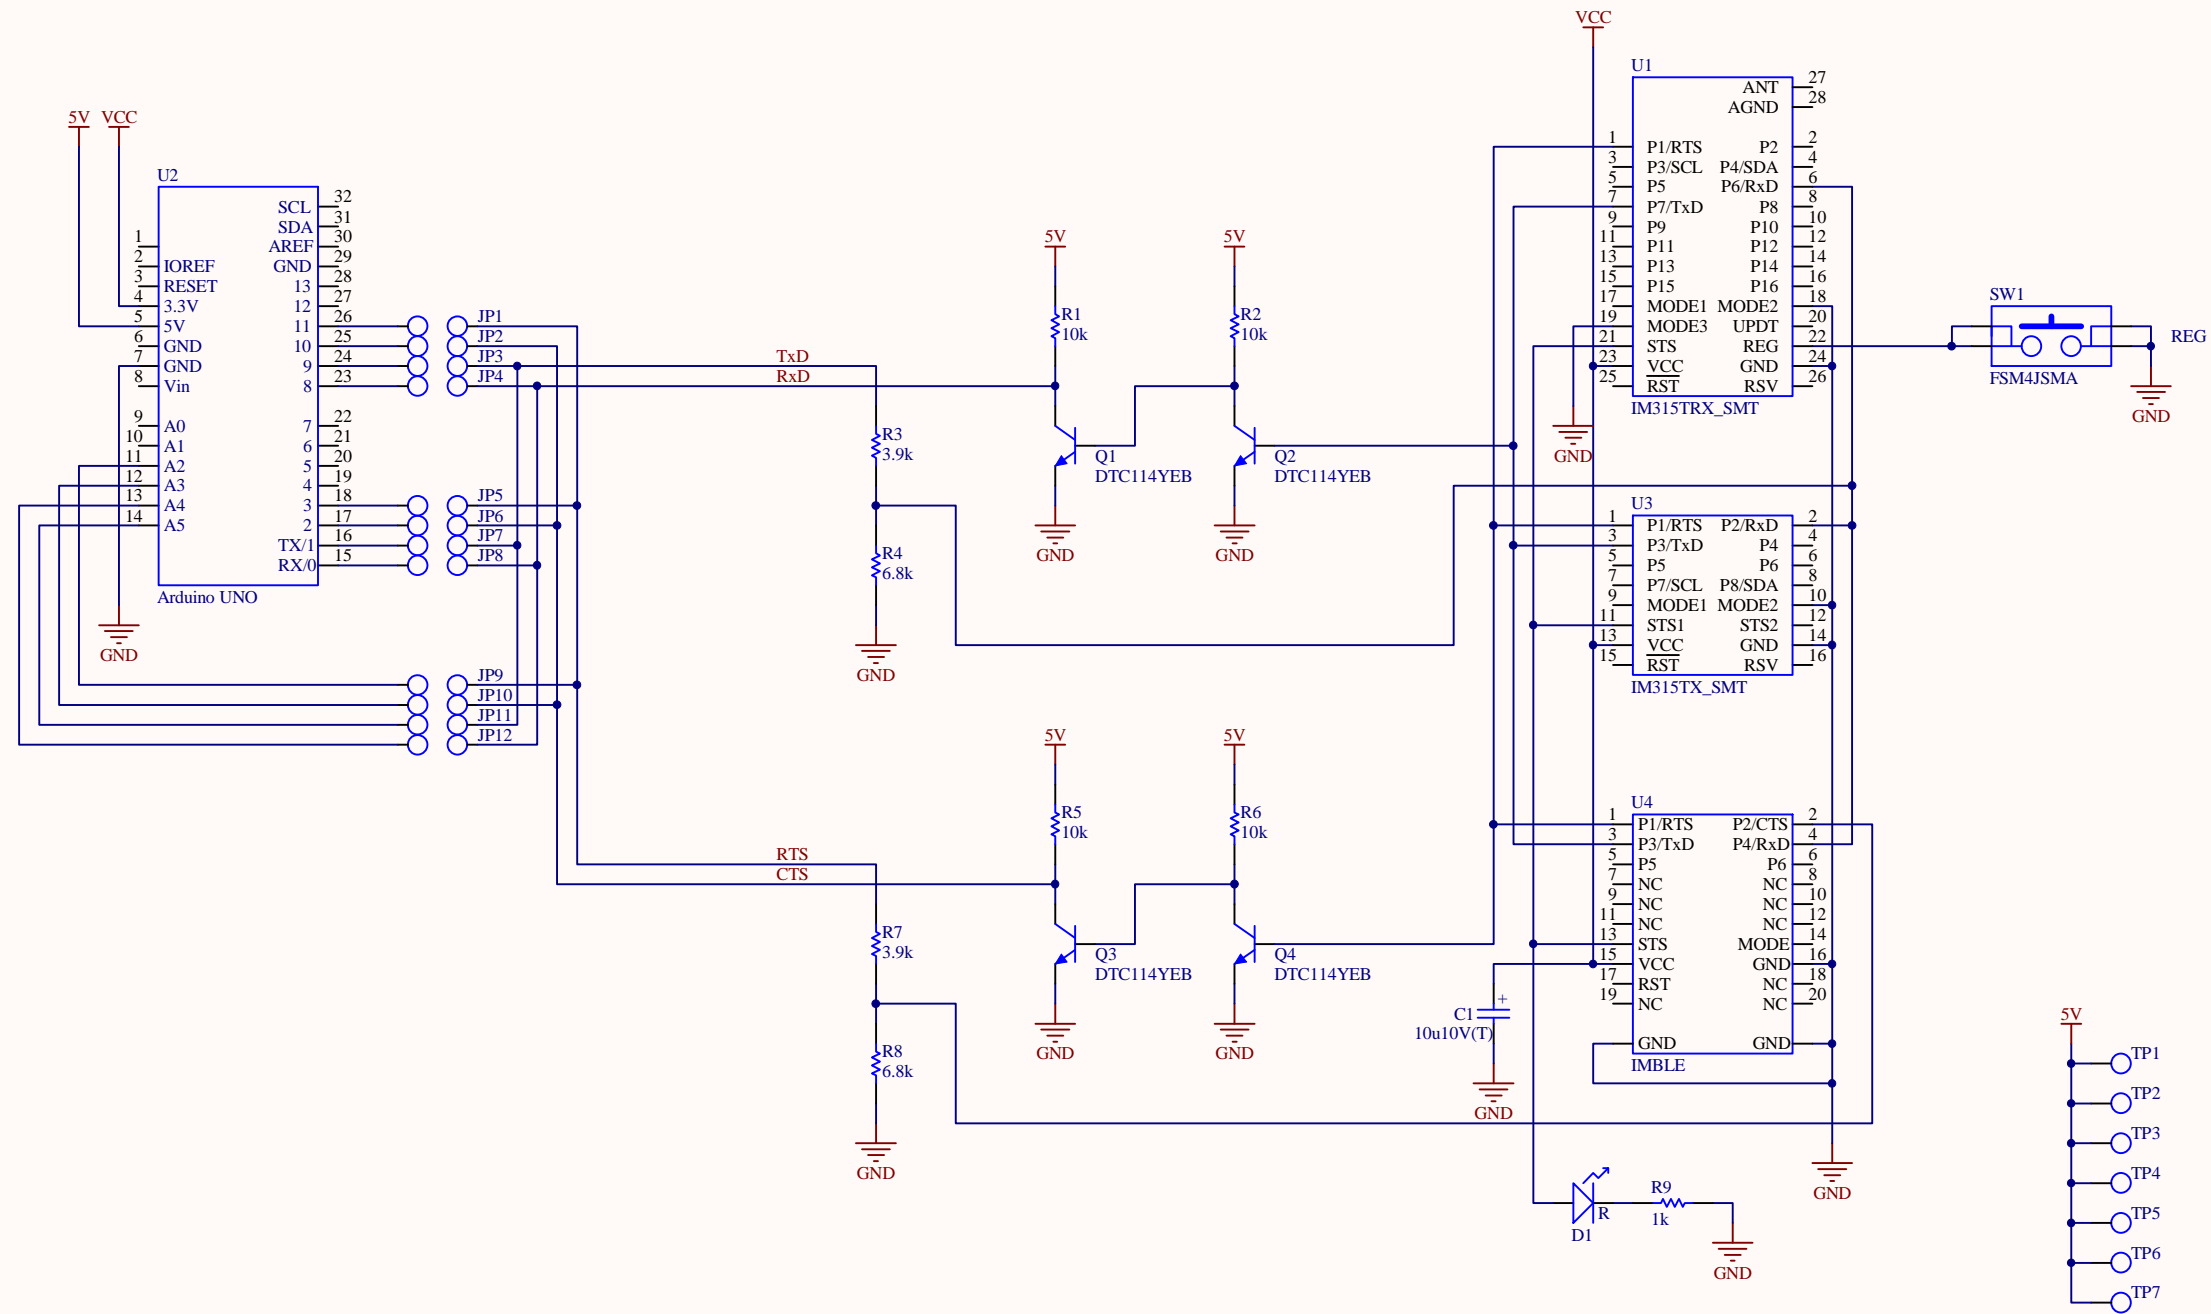 VCC
U1
ANT 27
AGND 28
1 P1/RTS P2 2
3 P3/SCL P4/SDA 4
5 P5 P6/RxD 6
7 P7/TxD P8 8
9 P9 P10 10
11 P11 P12 12
13 P13 P14 14
15 P15 P16 16
17 MODE1 MODE2 18
19 MODE3 UPDT 20
21 STS REG 22
23 VCC GND 24
25 RST RSV 26
IM315TRX_SMT
GND
SW1
FSM4JSMA
REG
GND
5V VCC
U2
SCL 32
SDA 31
1 AREF 30
2 IOREF GND 29
3 RESET 13 28
4 3.3V 12 27
5 5V 11 26
6 GND 10 25
7 GND 9 24
8 Vin 8 23
9 A0 7 22
10 A1 6 21
11 A2 5 20
12 A3 4 19
13 A4 3 18
14 A5 2 17
TX/1 16
RX/0 15
Arduino UNO
GND
JP1
JP2
JP3
JP4
JP5
JP6
JP7
JP8
JP9
JP10
JP11
JP12
TxD
RxD
5V
R1
10k
5V
R2
10k
R3
3.9k
Q1
DTC114YEB
Q2
DTC114YEB
GND
GND
R4
6.8k
GND
U3
1 P1/RTS P2/RxD 2
3 P3/TxD P4 4
5 P5 P6 6
7 P7/SCL P8/SDA 8
9 MODE1 MODE2 10
11 STS1 STS2 12
13 VCC GND 14
15 RST RSV 16
IM315TX_SMT
5V
R5
10k
5V
R6
10k
RTS
CTS
R7
3.9k
Q3
DTC114YEB
Q4
DTC114YEB
GND
GND
R8
6.8k
GND
U4
1 P1/RTS P2/CTS 2
3 P3/TxD P4/RxD 4
5 P5 P6 6
7 NC NC 8
9 NC NC 10
11 NC NC 12
13 STS MODE 14
15 VCC GND 16
17 RST NC 18
19 NC NC 20
GND GND
IMBLE
+
C1
10u10V(T)
GND
GND
R
D1
R9
1k
GND
5V
TP1
TP2
TP3
TP4
TP5
TP6
TP7